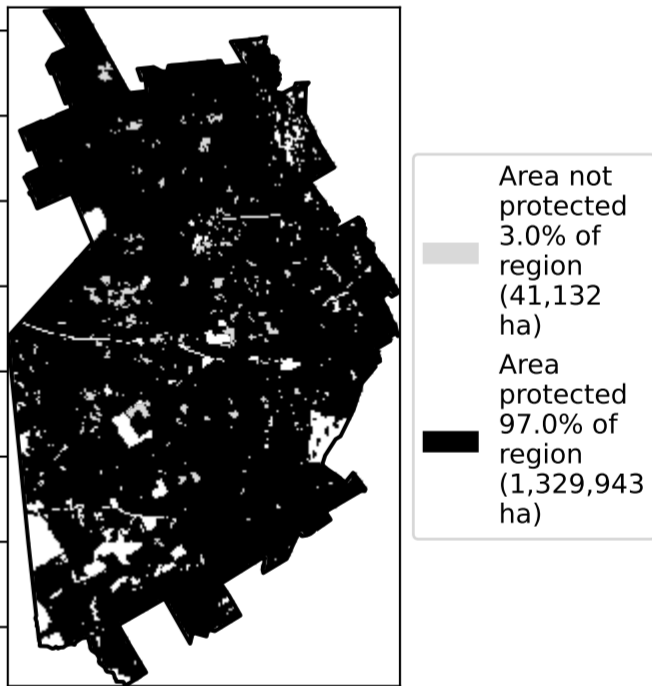 Area not
protected
3.0% of
region
(41,132
ha)
Area
protected
97.0% of
region
(1,329,943
ha)